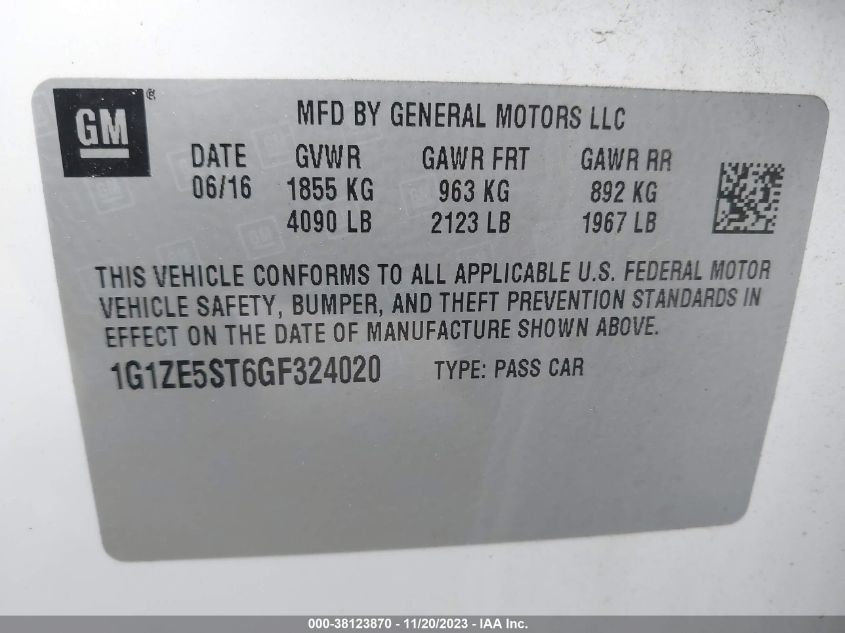 GM®
MFD BY GENERAL MOTORS LLC
DATE GVWR GAWR FRT GAWR RR
06/16 1855 KG 963 KG 892 KG
4090 LB 2123 LB 1967 LB
THIS VEHICLE CONFORMS TO ALL APPLICABLE U.S. FEDERAL MOTOR
VEHICLE SAFETY, BUMPER, AND THEFT PREVENTION STANDARDS IN
EFFECT ON THE DATE OF MANUFACTURE SHOWN ABOVE.
1G1ZE5ST6GF324020 TYPE: PASS CAR
000-38123870 - 11/20/2023 - IAA Inc.